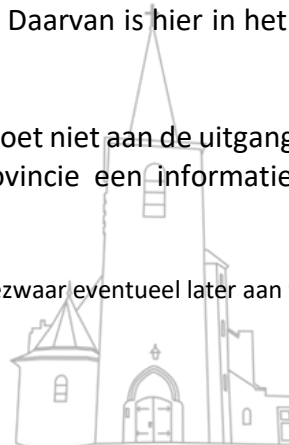 Daarvan is hier in het
oet niet aan de uitgang
ovincie een informatie
ezwaar eventueel later aan